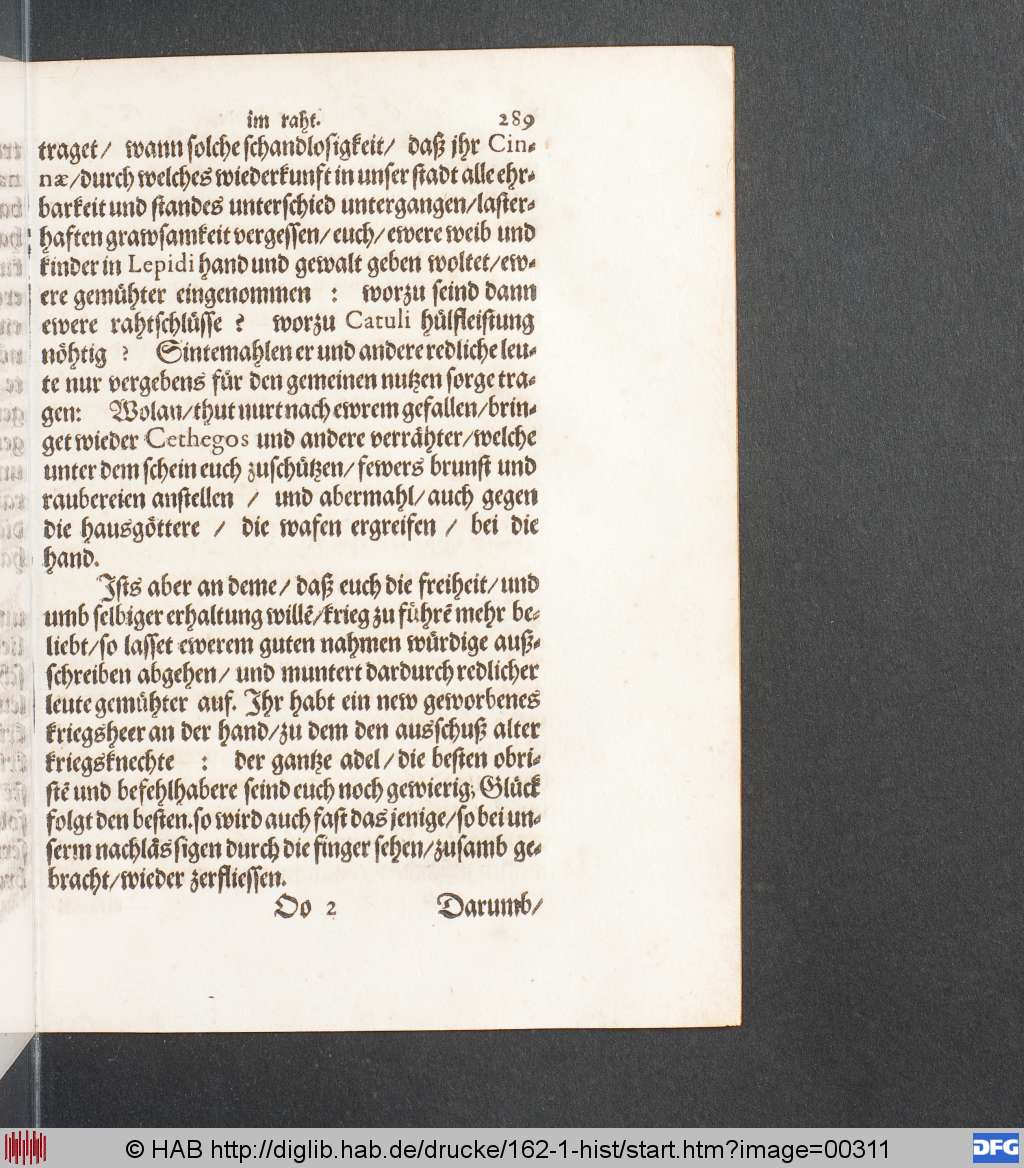 im raht. 289
traget/ wann solche schandlosigkeit/ daß jhr Cin-
næ/durch welches wiederkunft in unser stadt alle ehr-
barkeit und standes unterschied untergangen/laster-
haften grawsamkeit vergessen/euch/ewere weib und
kinder in Lepidi hand und gewalt geben woltet/ew-
ere gemühter eingenommen : worzu seind dann
ewere rahtschlüsse ? worzu Catuli hülfleistung
nöhtig ? Sintemahlen er und andere redliche leu-
te nur vergebens für den gemeinen nutzen sorge tra-
gen: Wolan/thut nurt nach ewrem gefallen/brin-
get wieder Cethegos und andere verrähter/welche
unter dem schein euch zuschützen/fewers brunst und
raubereien anstellen / und abermahl/auch gegen
die hausgöttere / die wafen ergreifen / bei die
hand.
Ists aber an deme/ daß euch die freiheit/und
umb selbiger erhaltung willē/krieg zu führē mehr be-
liebt/so lasset ewerem guten nahmen würdige auß-
schreiben abgehen/ und muntert dardurch redlicher
leute gemühter auf. Ihr habt ein new geworbenes
kriegsheer an der hand/zu dem den ausschuß alter
kriegsknechte : der gantze adel/die besten obri-
stē und befehlhabere seind euch noch gewierig; Glück
folgt den besten. so wird auch fast das jenige/so bei un-
serm nachlässigen durch die finger sehen/zusamb ge-
bracht/wieder zerfliessen.
Oo 2 Darumb/
© HAB http://diglib.hab.de/drucke/162-1-hist/start.htm?image=00311
DFG